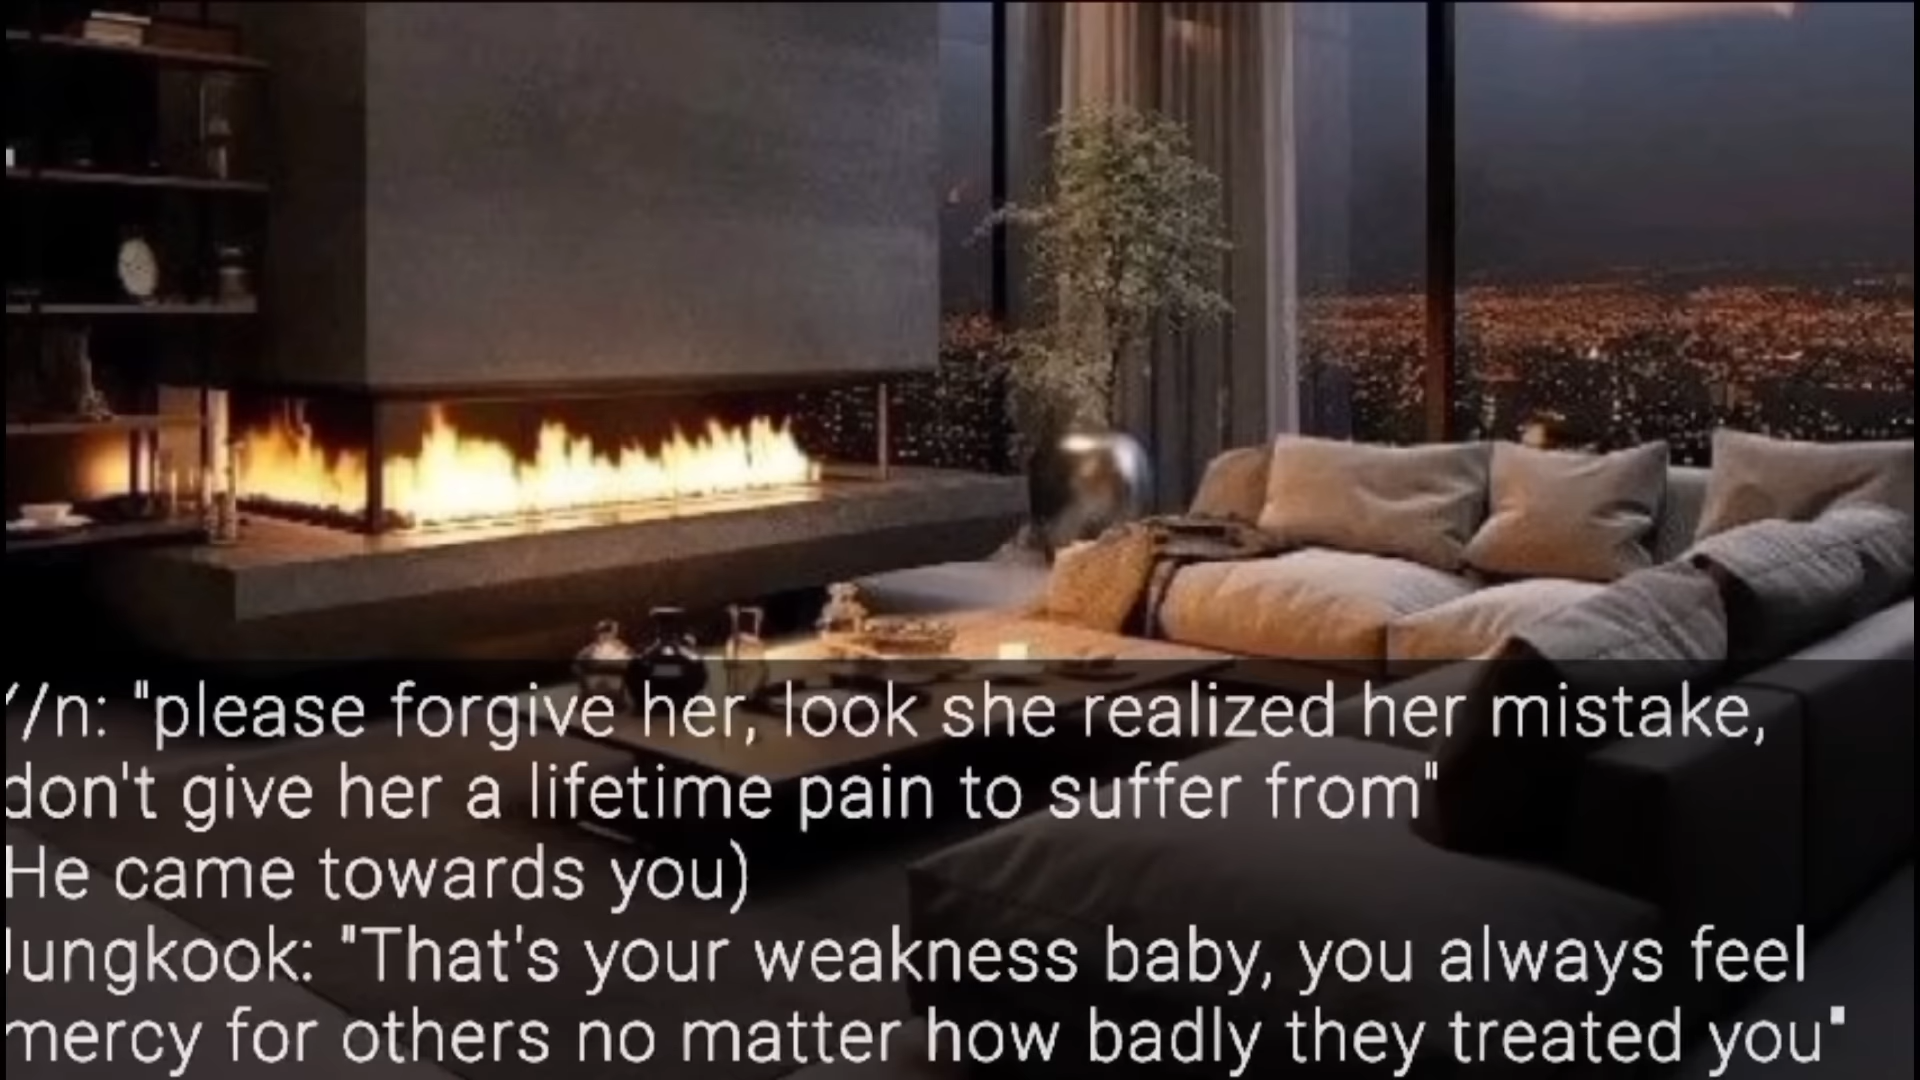 /n: "please forgive her, look she realized her mistake,
don't give her a lifetime pain to suffer from"
He came towards you)
Jungkook: "That's your weakness baby, you always feel
mercy for others no matter how badly they treated you"